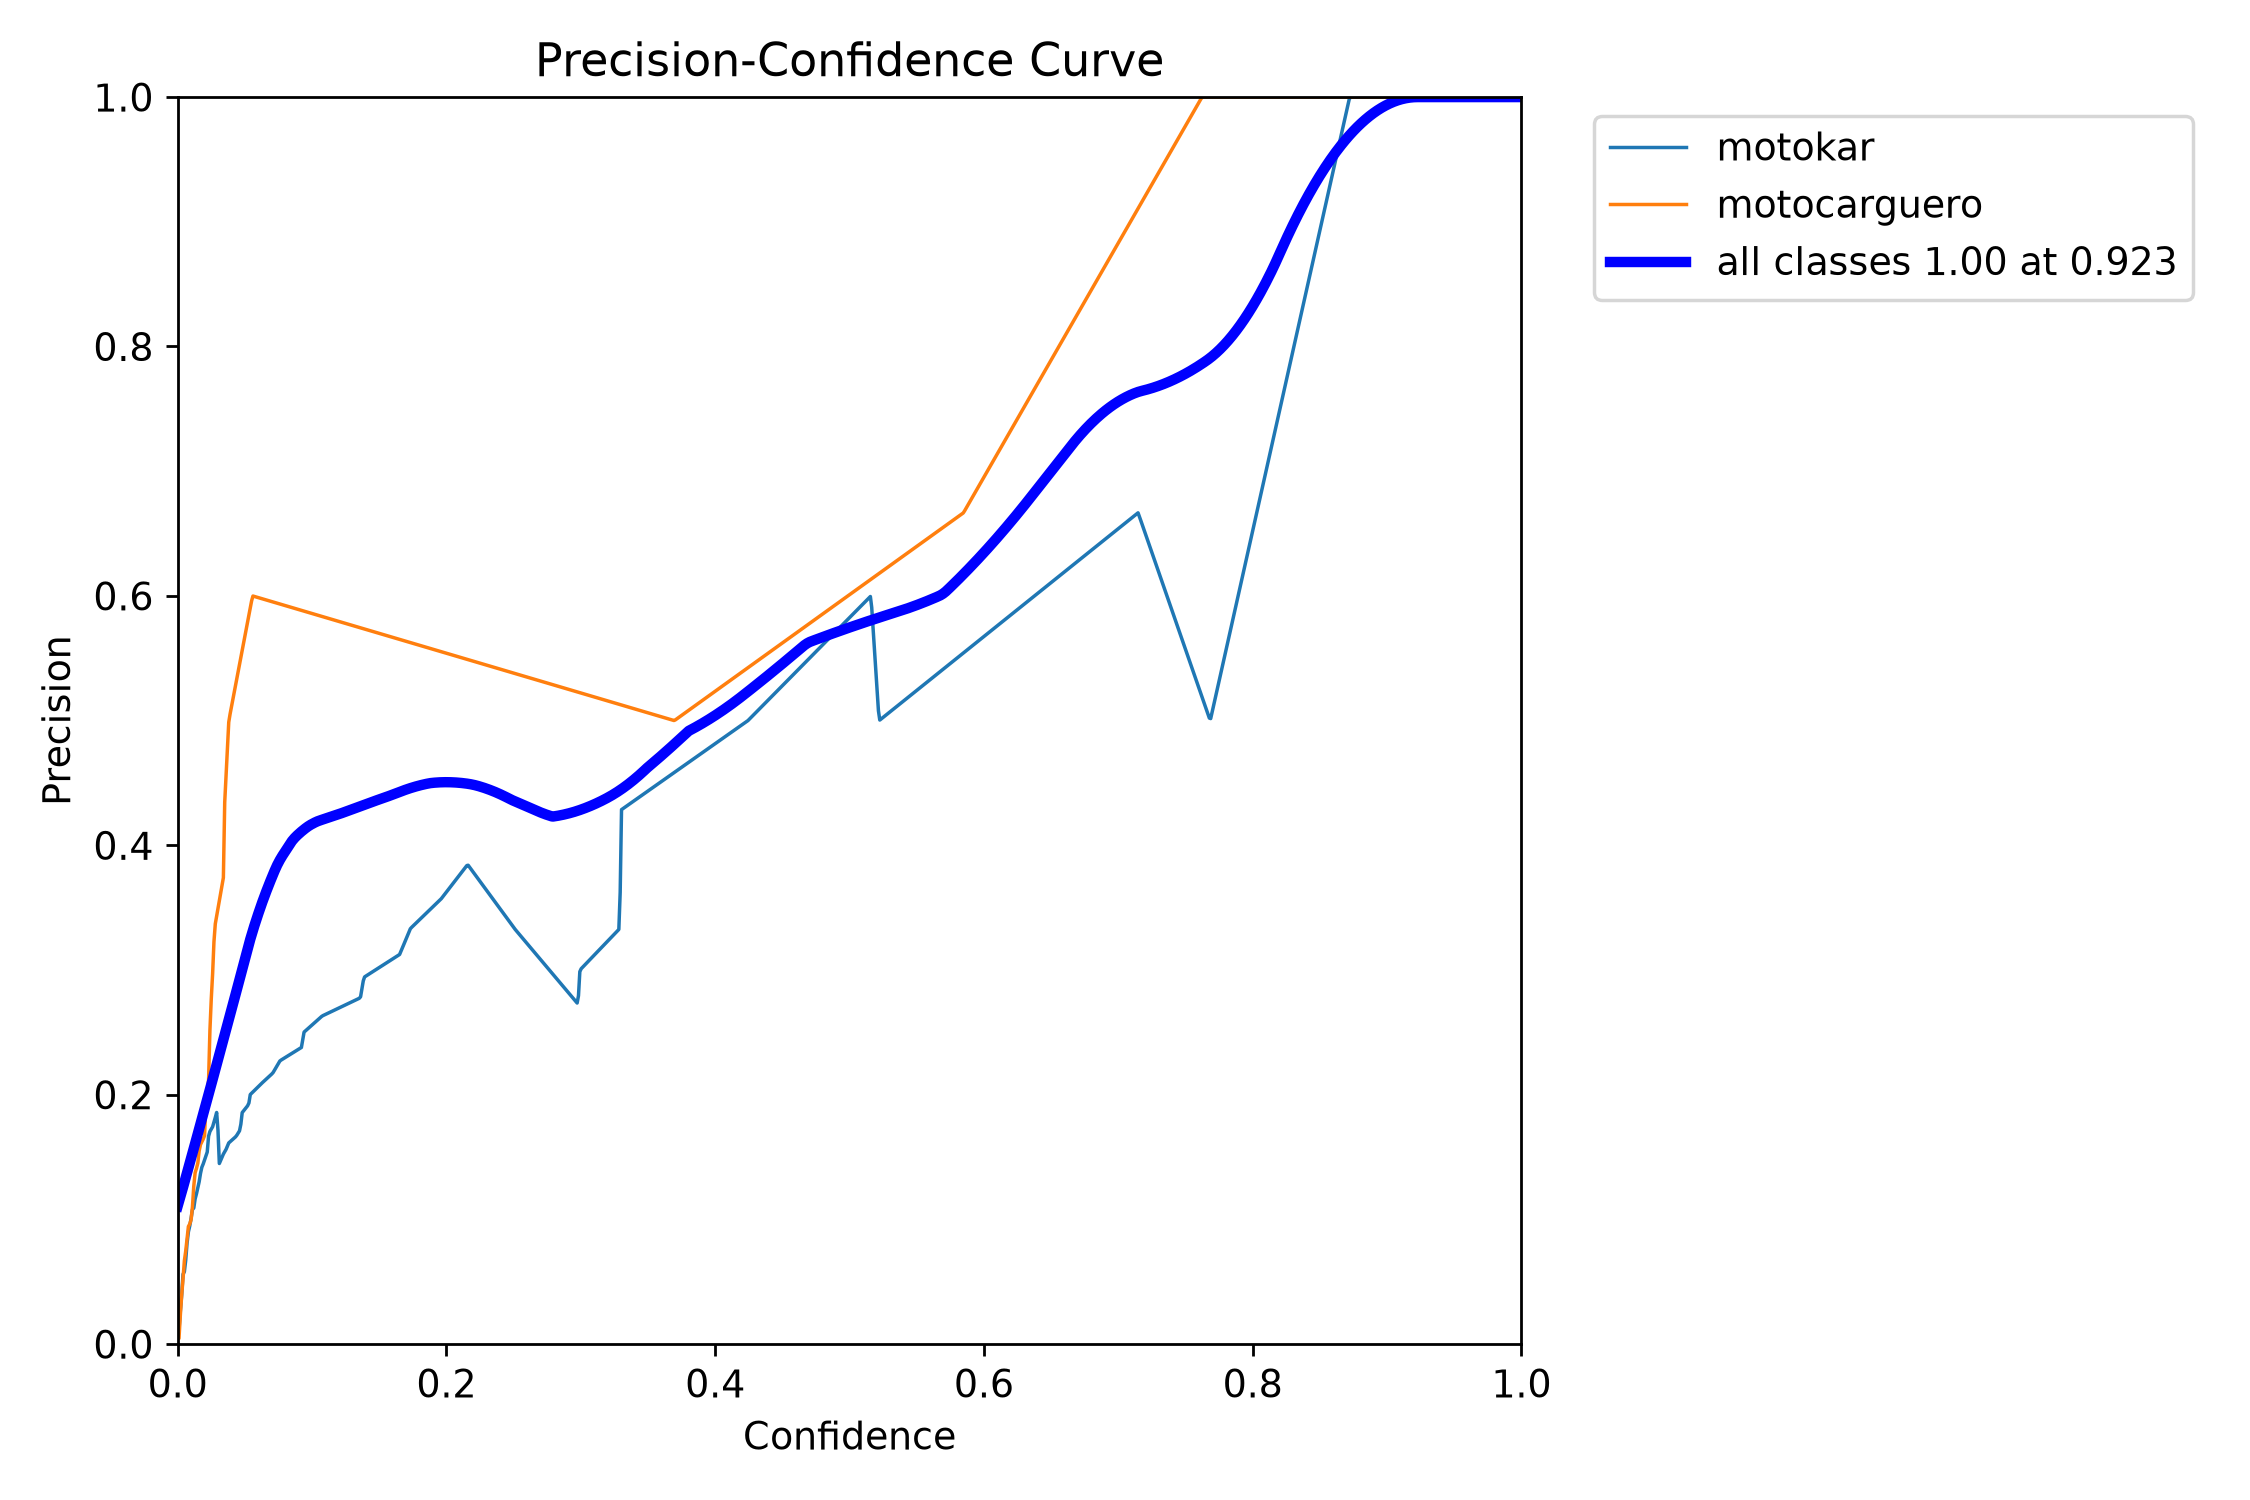 Precision-Confidence Curve
1.0
0.8
0.6
0.4
0.2
0.0
Precision
0.0 0.2 0.4 0.6 0.8 1.0
Confidence
motokar
motocarguero
all classes 1.00 at 0.923